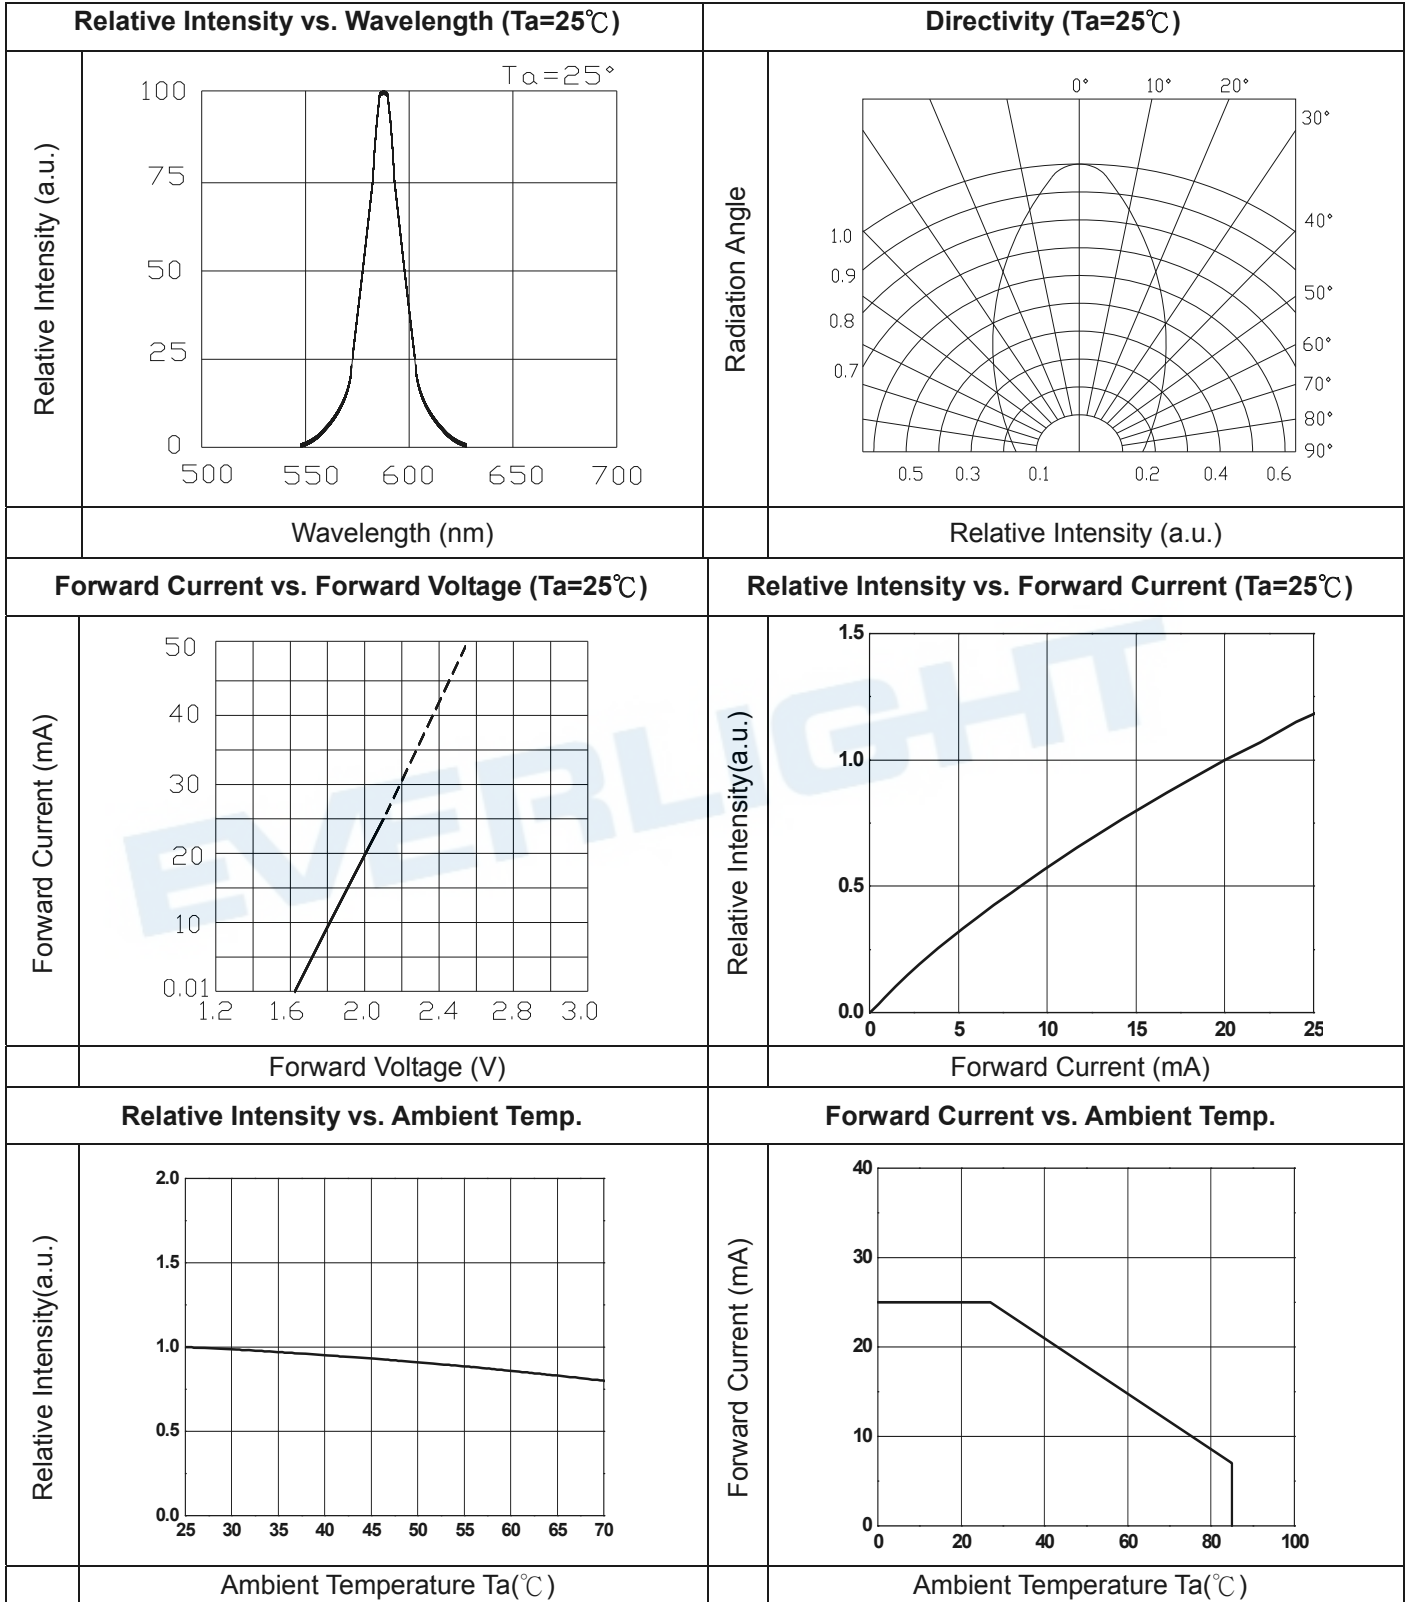 Relative Intensity vs. Wavelength (Ta=25℃)
Directivity (Ta=25℃)
Relative Intensity (a.u.)
Ta=25°
100
75
50
25
0
500 550 600 650 700
Wavelength (nm)
Radiation Angle
0° 10° 20°
30°
40°
50°
60°
70°
80°
90°
1.0
0.9
0.8
0.7
0.5 0.3 0.1 0.2 0.4 0.6
Relative Intensity (a.u.)
Forward Current vs. Forward Voltage (Ta=25℃)
Relative Intensity vs. Forward Current (Ta=25℃)
EVERLIGHT
Forward Current (mA)
50
40
30
20
10
0.01
1.2 1.6 2.0 2.4 2.8 3.0
Forward Voltage (V)
Relative Intensity(a.u.)
1.5
1.0
0.5
0.0
0 5 10 15 20 25
Forward Current (mA)
Relative Intensity vs. Ambient Temp.
Forward Current vs. Ambient Temp.
Relative Intensity(a.u.)
2.0
1.5
1.0
0.5
0.0
25 30 35 40 45 50 55 60 65 70
Ambient Temperature Ta(℃)
Forward Current (mA)
40
30
20
10
0
0 20 40 60 80 100
Ambient Temperature Ta(℃)